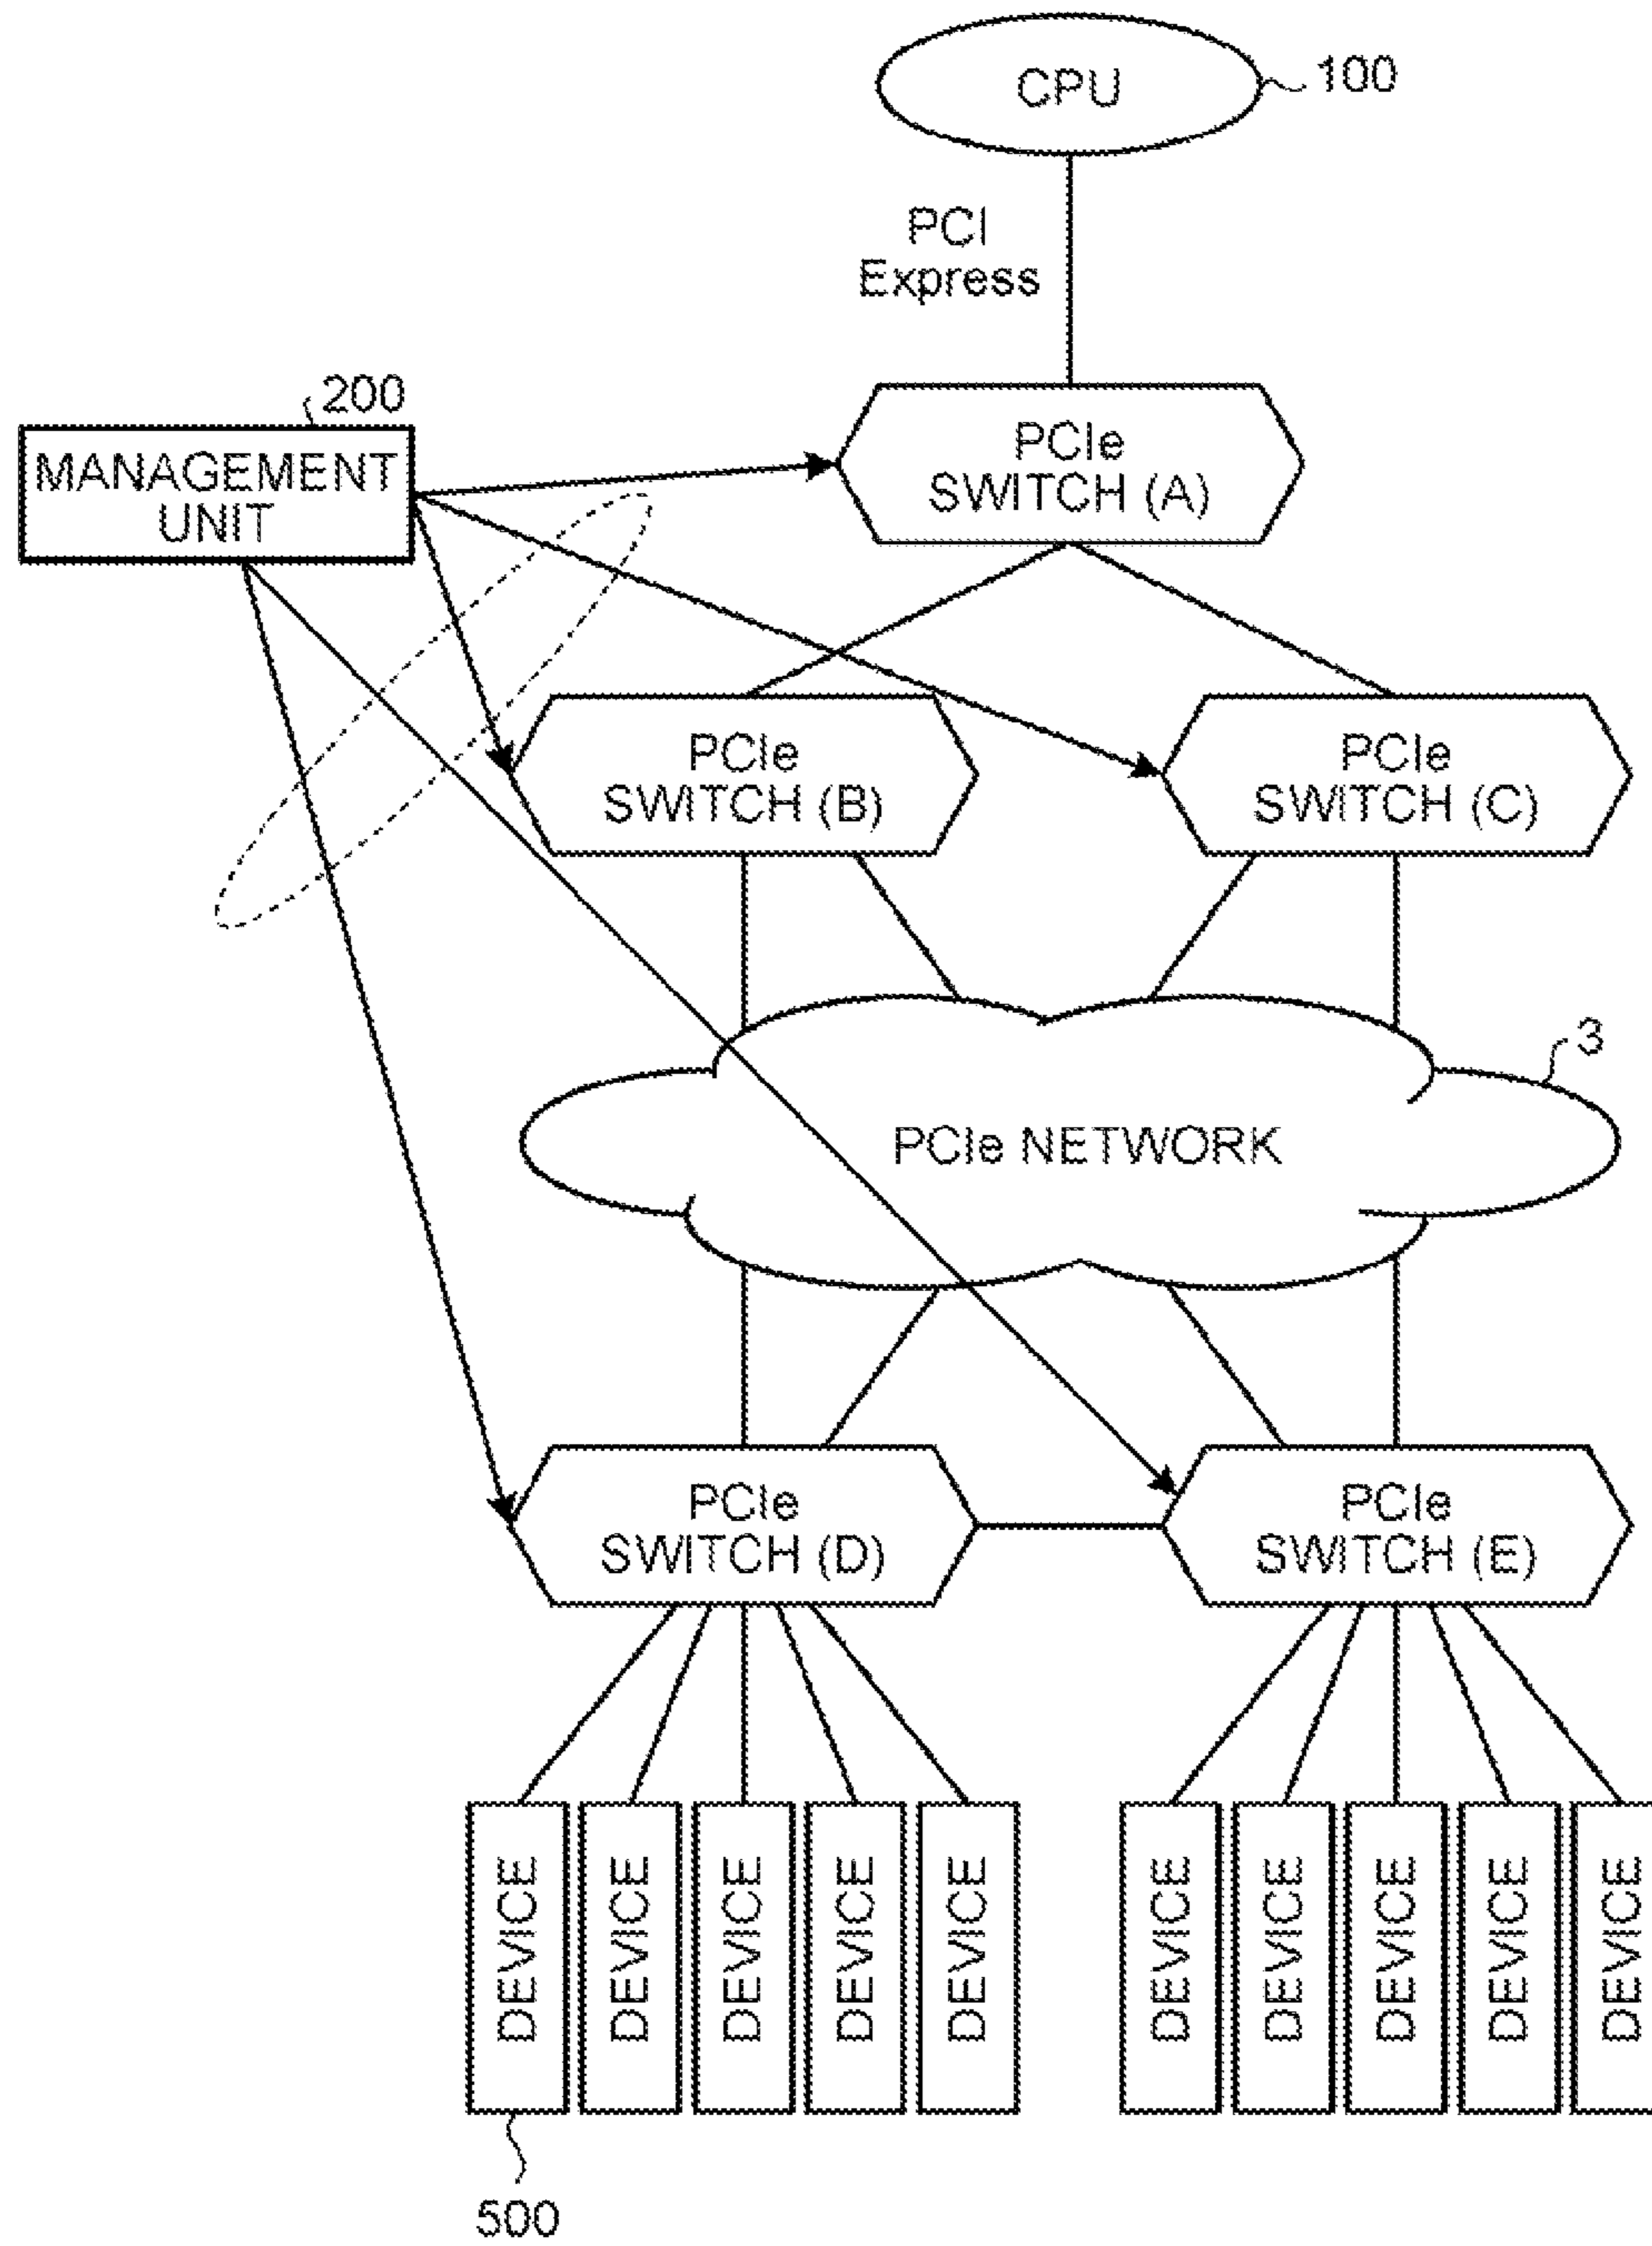 CPU
100
PCI
Express
200
MANAGEMENT
UNIT
PCIe
SWITCH (A)
PCIe
SWITCH (B)
PCIe
SWITCH (C)
3
PCIe NETWORK
PCIe
SWITCH (D)
PCIe
SWITCH (E)
DEVICE
DEVICE
DEVICE
DEVICE
DEVICE
DEVICE
DEVICE
DEVICE
DEVICE
DEVICE
500